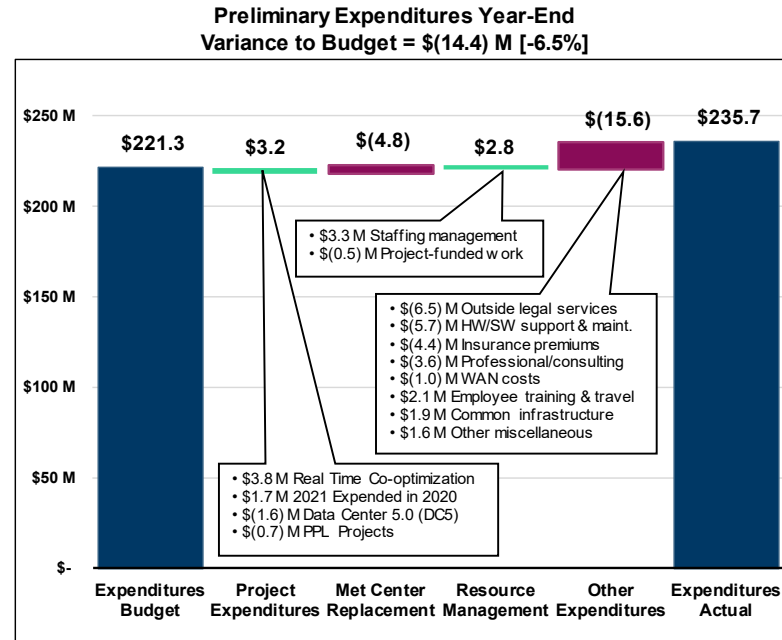 Preliminary Expenditures Year-End
Variance to Budget = $(14.4) M [-6.5%]
$250 M
$200 M
$150 M
$100 M
$50 M
$-
$221.3
$3.2
$(4.8)
$2.8
$(15.6)
$235.7
• $3.3 M Staffing management
• $(0.5) M Project-funded work
• $(6.5) M Outside legal services
• $(5.7) M HW/SW support & maint.
• $(4.4) M Insurance premiums
• $(3.6) M Professional/consulting
• $(1.0) M WAN costs
• $2.1 M Employee training & travel
• $1.9 M Common infrastructure
• $1.6 M Other miscellaneous
• $3.8 M Real Time Co-optimization
• $1.7 M 2021 Expended in 2020
• $(1.6) M Data Center 5.0 (DC5)
• $(0.7) M PPL Projects
Expenditures
Budget
Project
Expenditures
Met Center
Replacement
Resource
Management
Other
Expenditures
Expenditures
Actual